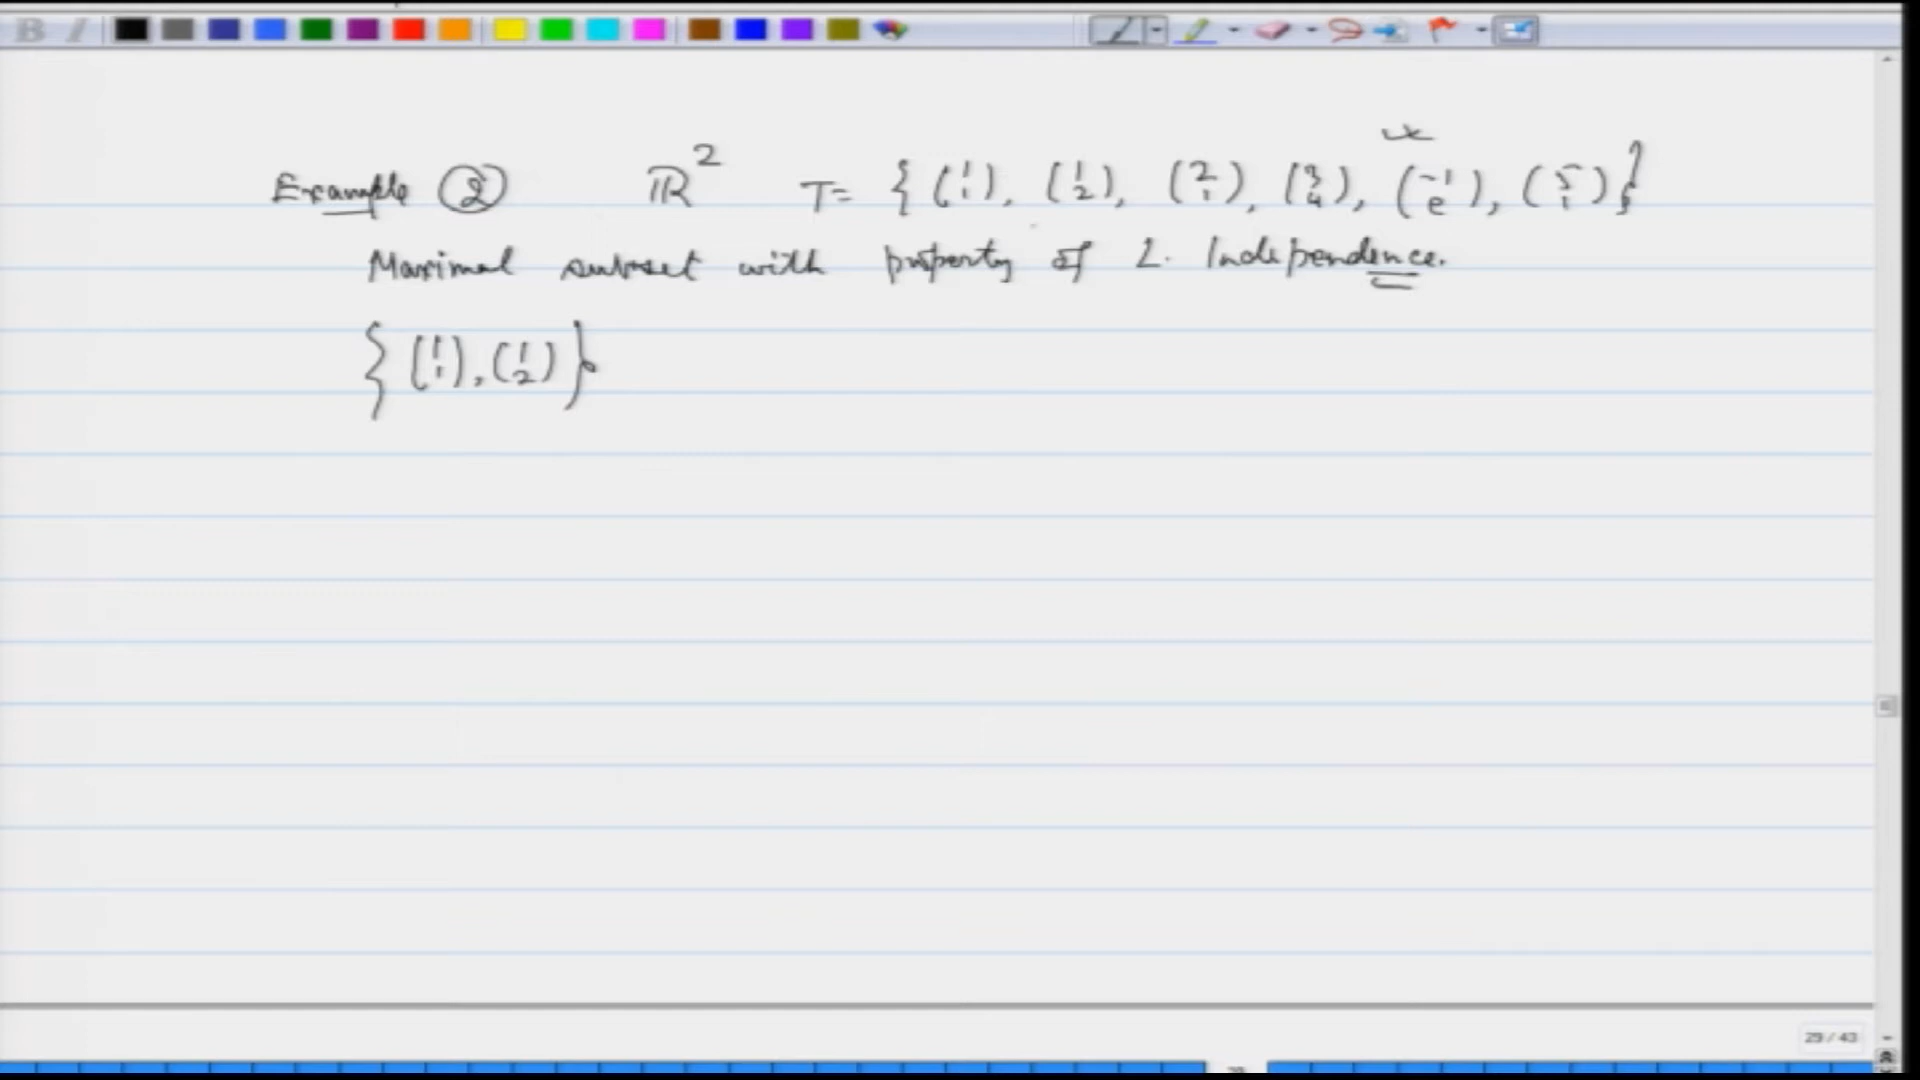 B I
Example ② ℝ² T= { (1 1), (1 2), (2 1), (3 4), (-1 e), (5 1) }
Maximal subset with property of L. Independence.
{ (1 1), (1 2) }
29 / 43